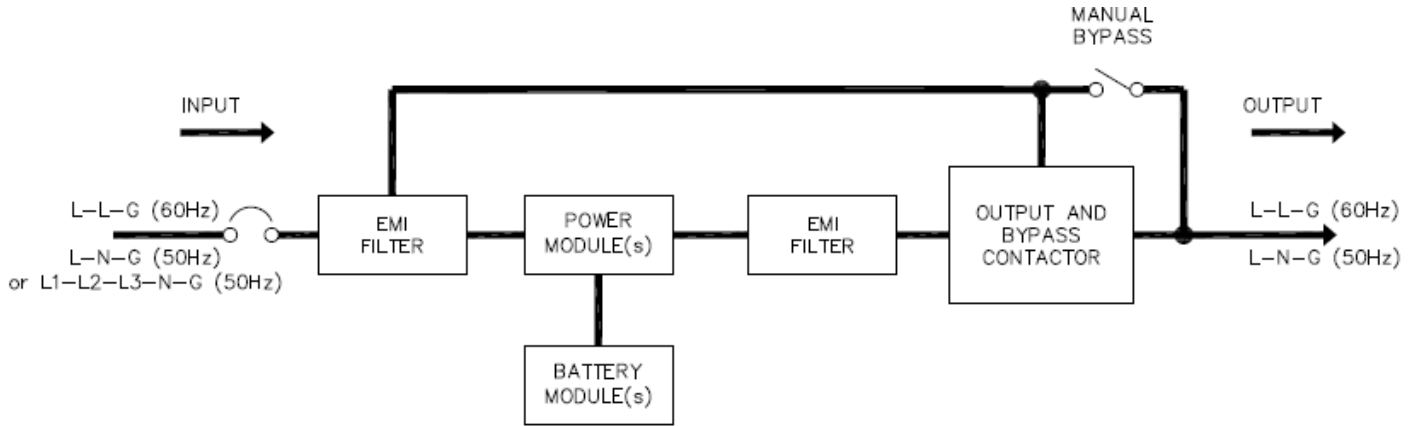 MANUAL
BYPASS
INPUT
OUTPUT
L-L-G (60Hz)
L-N-G (50Hz)
or L1-L2-L3-N-G (50Hz)
EMI
FILTER
POWER
MODULE(s)
EMI
FILTER
OUTPUT AND
BYPASS
CONTACTOR
L-L-G (60Hz)
L-N-G (50Hz)
BATTERY
MODULE(s)